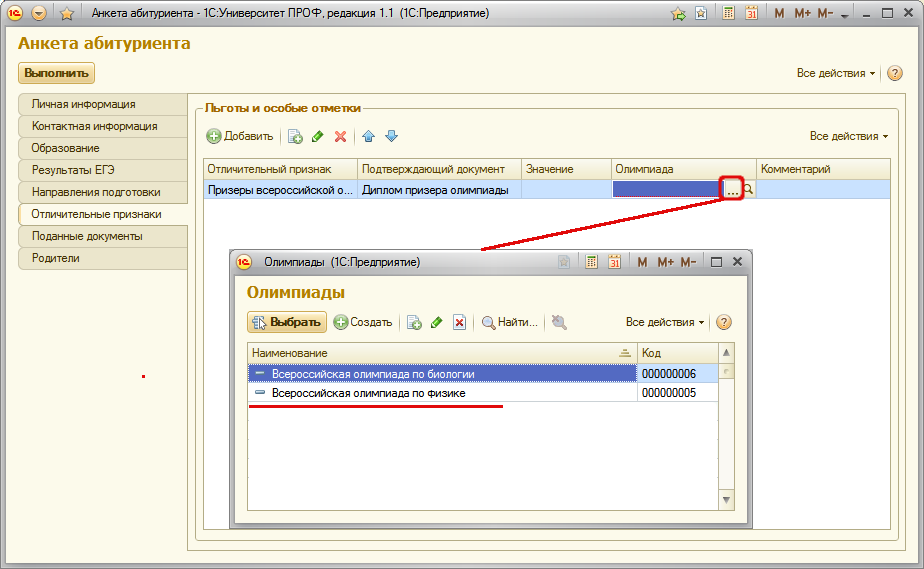 Анкета абитуриента - 1С:Университет ПРОФ, редакция 1.1 (1С:Предприятие)
M M+ M-
Анкета абитуриента
Выполнить
Все действия
?
Личная информация
Контактная информация
Образование
Результаты ЕГЭ
Направления подготовки
Отличительные признаки
Поданные документы
Родители
Льготы и особые отметки
Добавить
Все действия
Отличительный признак Подтверждающий документ Значение Олимпиада Комментарий
Призеры всероссийской о... Диплом призера олимпиады ...
Олимпиады (1С:Предприятие)
31 M M+ M-
Олимпиады
Выбрать Создать Найти... Все действия ?
Наименование Код
Всероссийская олимпиада по биологии 000000006
Всероссийская олимпиада по физике 000000005